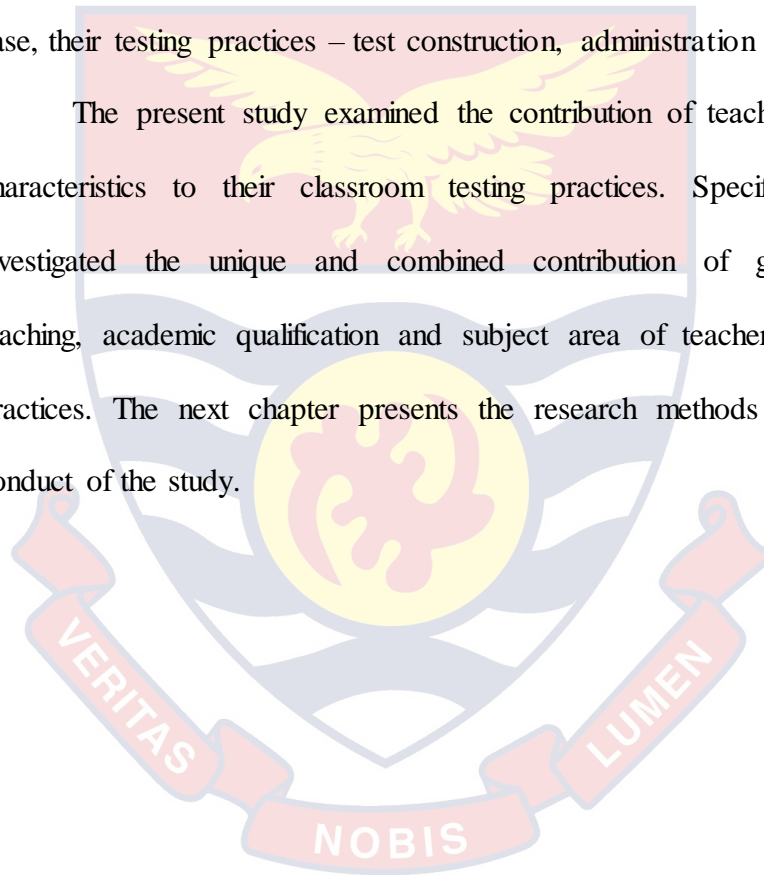 ase, their testing practices – test construction, administration
The present study examined the contribution of teach
haracteristics to their classroom testing practices. Specif
vestigated the unique and combined contribution of g
aching, academic qualification and subject area of teacher
ractices. The next chapter presents the research methods
onduct of the study.
VERITAS
NOBIS
LUMEN